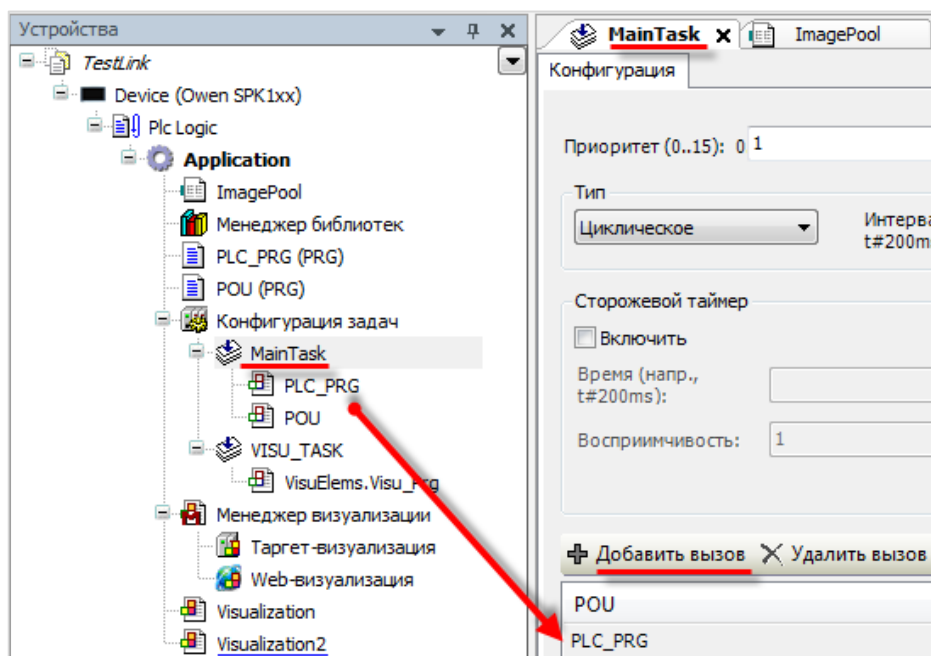 Устройства
TestLink
Device (Owen SPK1xx)
Plc Logic
Application
ImagePool
Менеджер библиотек
PLC_PRG (PRG)
POU (PRG)
Конфигурация задач
MainTask
PLC_PRG
POU
VISU_TASK
VisuElems.Visu_Prg
Менеджер визуализации
Таргет-визуализация
Web-визуализация
Visualization
Visualization2
MainTask ImagePool
Конфигурация
Приоритет (0..15): 0 1
Тип
Циклическое
Интерва
t#200m
Сторожевой таймер
Включить
Время (напр.,
t#200ms):
Восприимчивость: 1
Добавить вызов Удалить вызов
POU
PLC_PRG